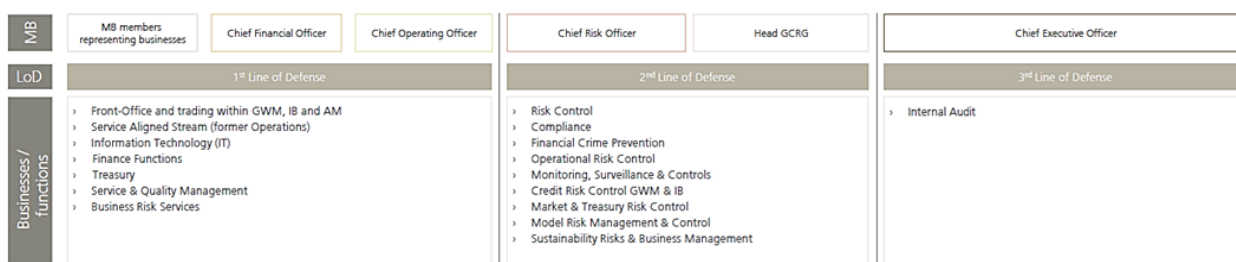 MB
MB members
representing businesses
Chief Financial Officer
Chief Operating Officer
Chief Risk Officer
Head GCRG
Chief Executive Officer
LoD
1st Line of Defense
2nd Line of Defense
3rd Line of Defense
Businesses /
functions
› Front-Office and trading within GWM, IB and AM
› Service Aligned Stream (former Operations)
› Information Technology (IT)
› Finance Functions
› Treasury
› Service & Quality Management
› Business Risk Services
› Risk Control
› Compliance
› Financial Crime Prevention
› Operational Risk Control
› Monitoring, Surveillance & Controls
› Credit Risk Control GWM & IB
› Market & Treasury Risk Control
› Model Risk Management & Control
› Sustainability Risks & Business Management
› Internal Audit